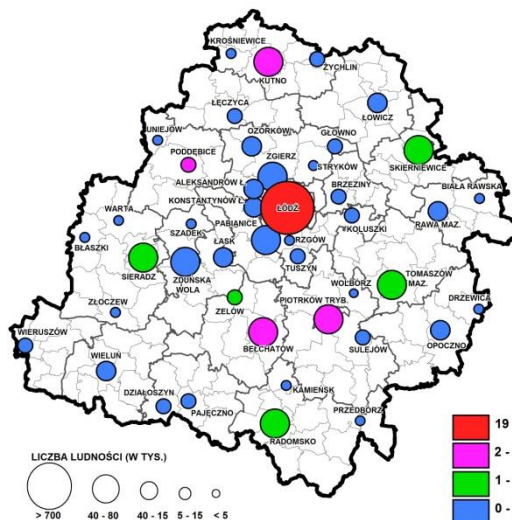 KROŚNIEWICE
KUTNO
ŻYCHLIN
ŁĘCZYCA
ŁOWICZ
UNIEJÓW
OZORKÓW
GŁOWNO
PODDĘBICE
ZGIERZ
STRYKÓW
SKIERNIEWICE
ALEKSANDRÓW Ł.
BRZEZINY
BIAŁA RAWSKA
KONSTANTYNÓW Ł.
ŁÓDŹ
WARTA
SZADEK
PABIANICE
KOLUSZKI
RAWA MAZ.
BŁASZKI
ŁASK
RZGÓW
SIERADZ
ZDUŃSKA
WOLA
TUSZYN
TOMASZÓW
MAZ.
WOLBÓRZ
ZŁOCZEW
ZELÓW
PIOTRKÓW TRYB.
DRZEWICA
WIERUSZÓW
BEŁCHATÓW
SULEJÓW
OPOCZNO
WIELUŃ
KAMIEŃSK
DZIAŁOSZYN
PAJĘCZNO
PRZEDBÓRZ
RADOMSKO
LICZBA LUDNOŚCI (W TYS.)
> 700 40 - 80 40 - 15 5 - 15 < 5
19
2 -
1 -
0 -